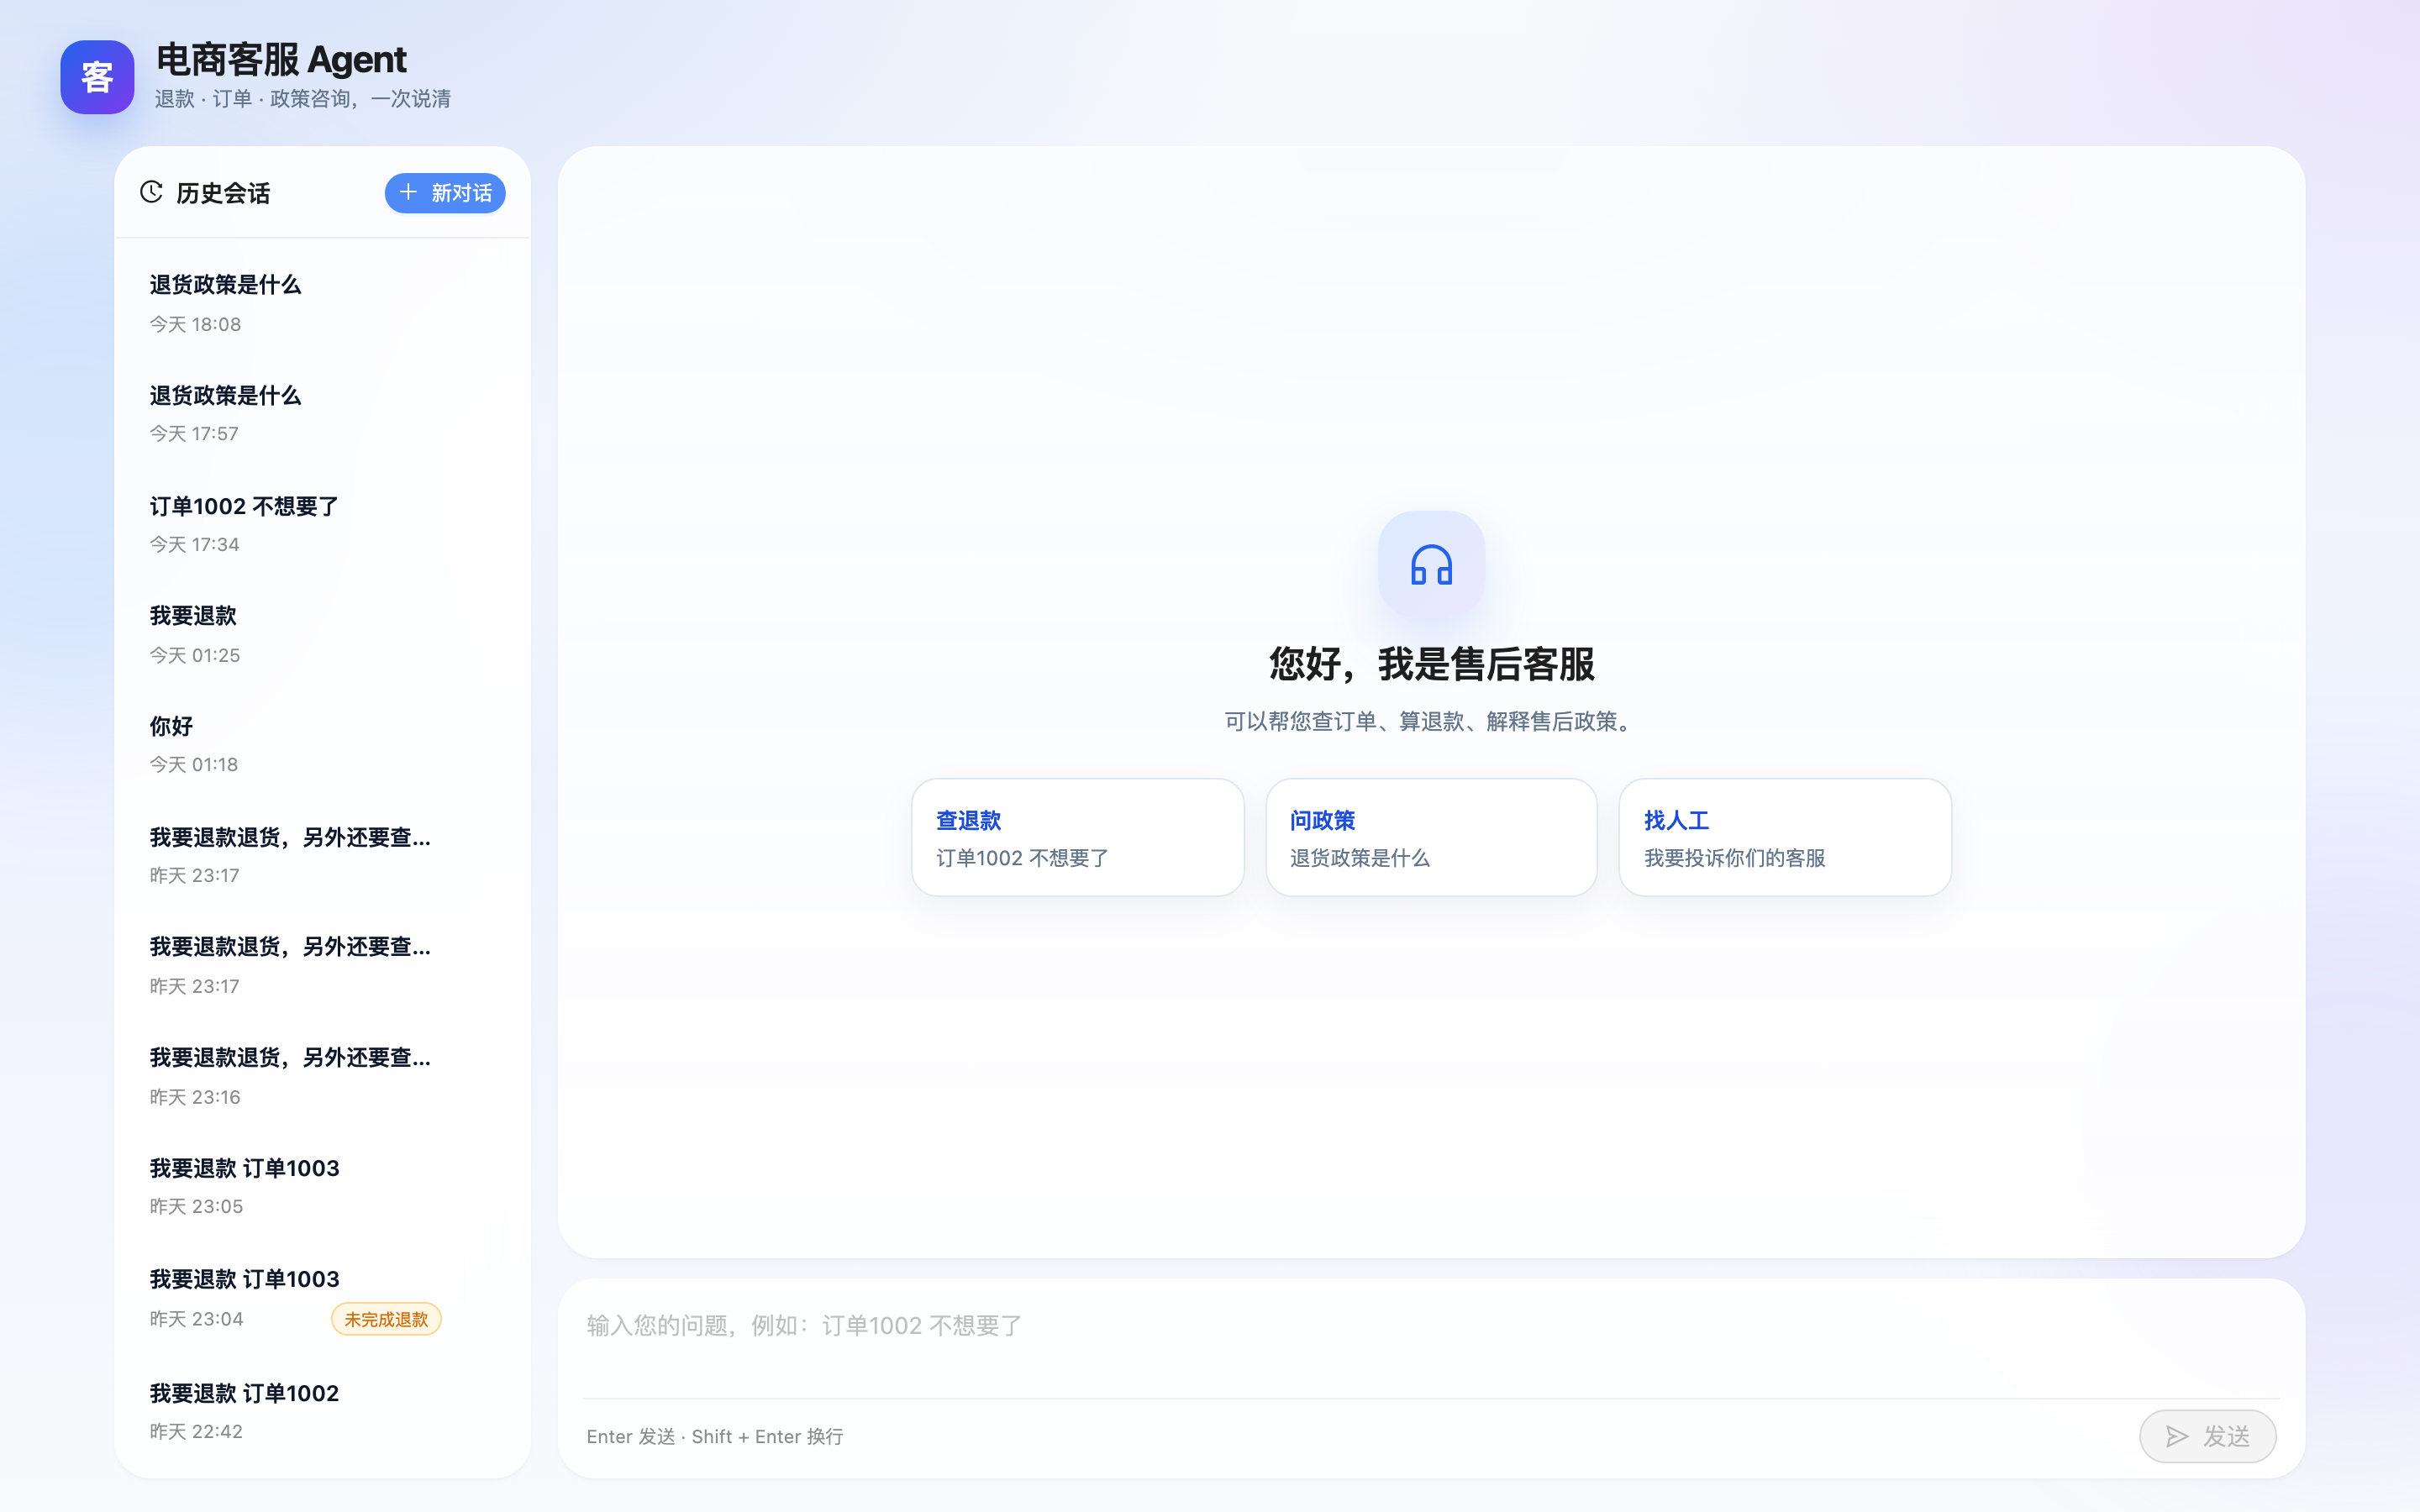 客
电商客服 Agent
退款 · 订单 · 政策咨询，一次说清
历史会话
新对话
退货政策是什么
今天 18:08
退货政策是什么
今天 17:57
订单1002 不想要了
今天 17:34
我要退款
今天 01:25
你好
今天 01:18
我要退款退货，另外还要查...
昨天 23:17
我要退款退货，另外还要查...
昨天 23:17
我要退款退货，另外还要查...
昨天 23:16
我要退款 订单1003
昨天 23:05
我要退款 订单1003
昨天 23:04 未完成退款
我要退款 订单1002
昨天 22:42
您好，我是售后客服
可以帮您查订单、算退款、解释售后政策。
查退款
订单1002 不想要了
问政策
退货政策是什么
找人工
我要投诉你们的客服
输入您的问题，例如：订单1002 不想要了
Enter 发送 · Shift + Enter 换行
发送